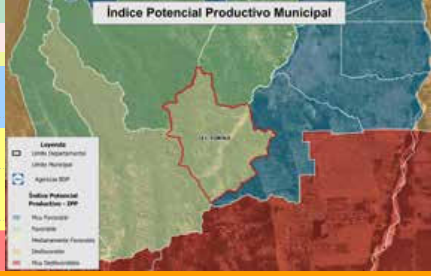 Índice Potencial Productivo Municipal
Leyenda
Límite Departamental
Límite Municipal
Agencias BDP
Índice Potencial
Productivo - IPP
Muy Favorable
Favorable
Medianamente Favorable
Desfavorable
Muy Desfavorable